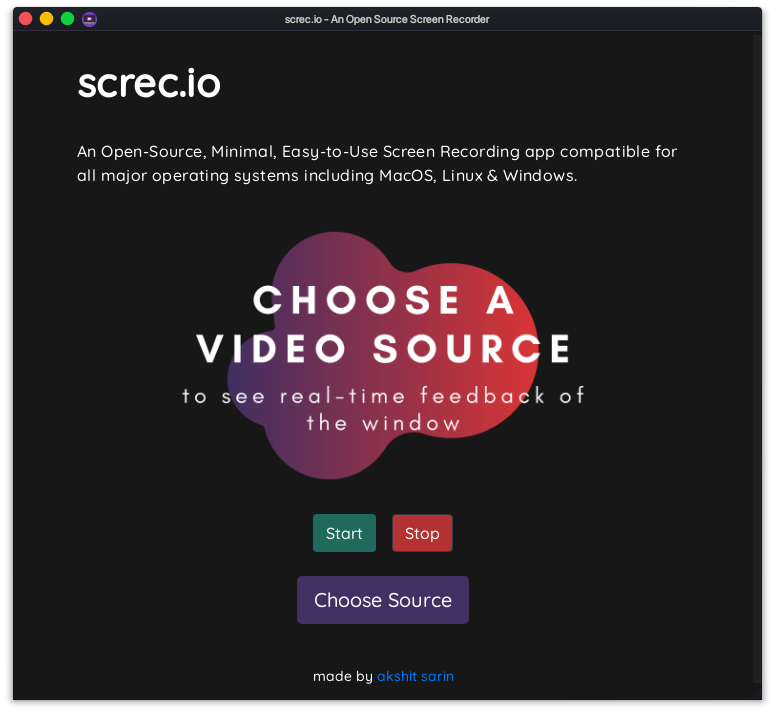 screc.io - An Open Source Screen Recorder
screc.io
An Open-Source, Minimal, Easy-to-Use Screen Recording app compatible for
all major operating systems including MacOS, Linux & Windows.
CHOOSE A
VIDEO SOURCE
to see real-time feedback of
the window
Start Stop
Choose Source
made by akshit sarin